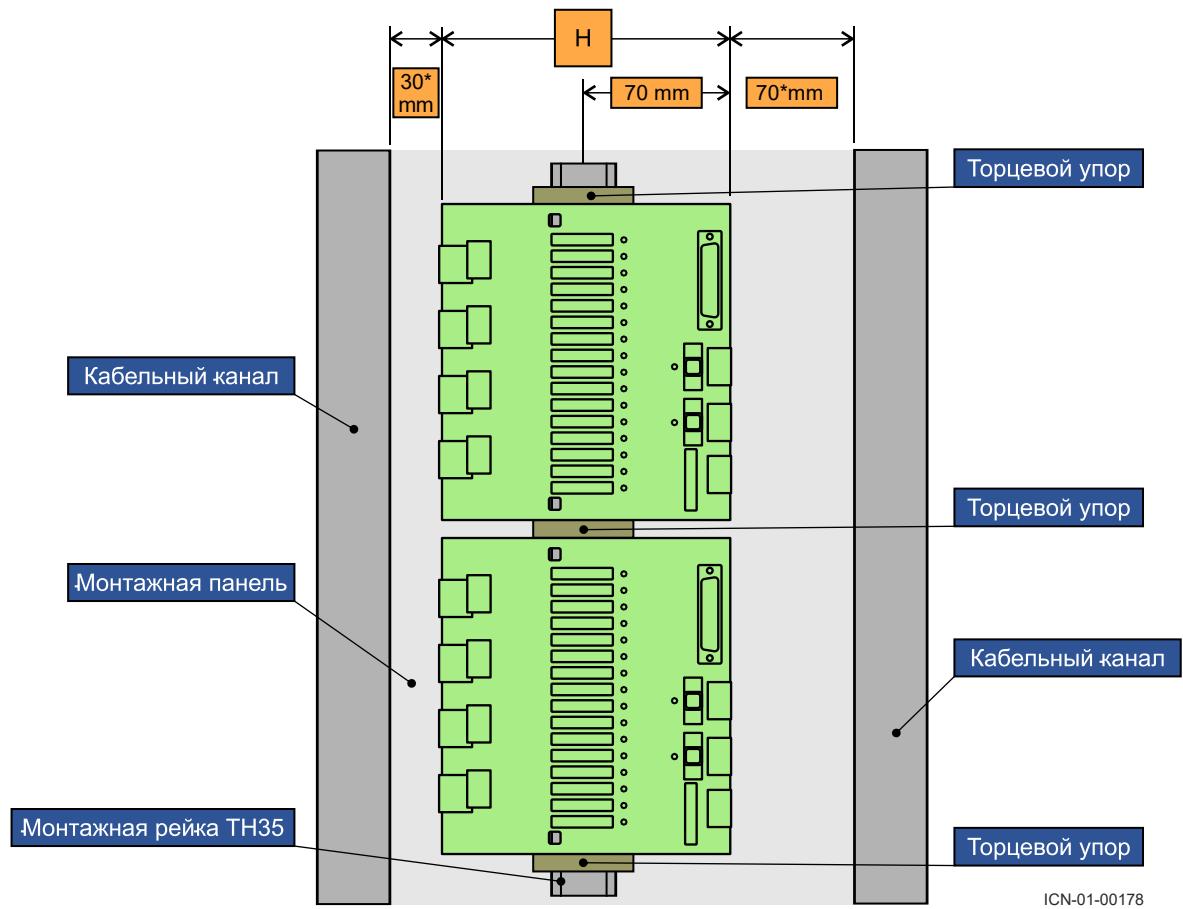 H
30*
mm
70 mm
70*mm
Торцевой упор
Кабельный канал
Торцевой упор
Монтажная панель
Кабельный канал
Монтажная рейка TH35
Торцевой упор
ICN-01-00178